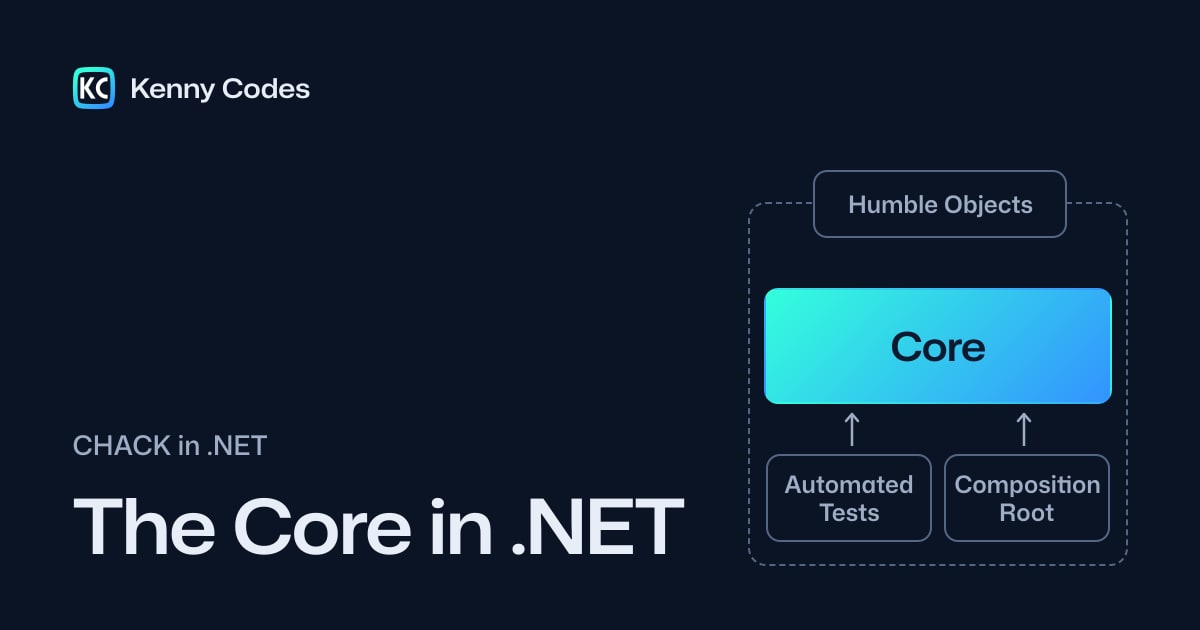 KC
Kenny Codes
CHACK in .NET
The Core in .NET
Humble Objects
Core
Automated
Tests
Composition
Root